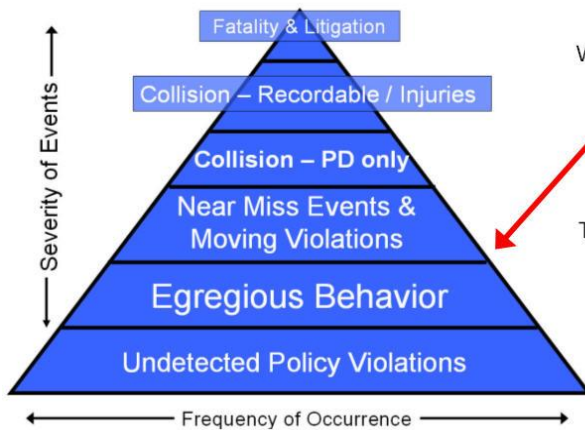 Fatality & Litigation
Collision – Recordable / Injuries
Collision – PD only
Near Miss Events &
Moving Violations
Egregious Behavior
Undetected Policy Violations
Severity of Events
Frequency of Occurrence